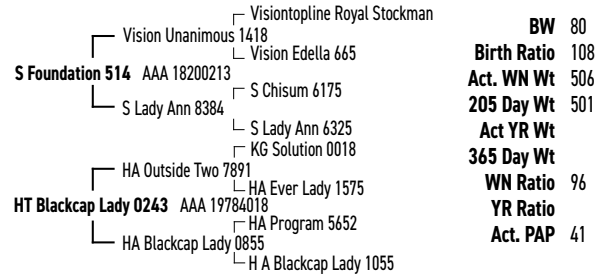 Visiontopline Royal Stockman
Vision Unanimous 1418
Vision Edella 665
S Foundation 514 AAA 18200213
S Chisum 6175
S Lady Ann 8384
S Lady Ann 6325
KG Solution 0018
HA Outside Two 7891
HA Ever Lady 1575
HT Blackcap Lady 0243 AAA 19784018
HA Program 5652
HA Blackcap Lady 0855
H A Blackcap Lady 1055
BW 80
Birth Ratio 108
Act. WN Wt 506
205 Day Wt 501
Act YR Wt
365 Day Wt
WN Ratio 96
YR Ratio
Act. PAP 41